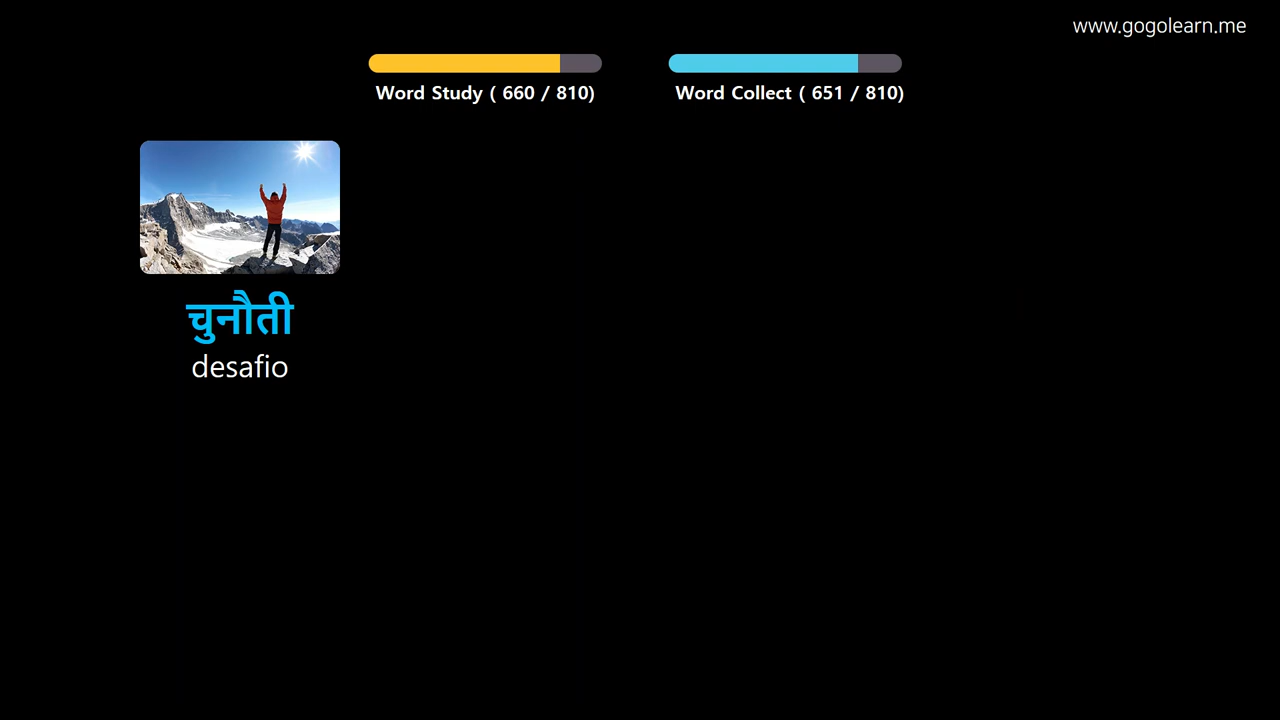 www.gogolearn.me
Word Study ( 660 / 810)
Word Collect ( 651 / 810)
चुनौती
desafio